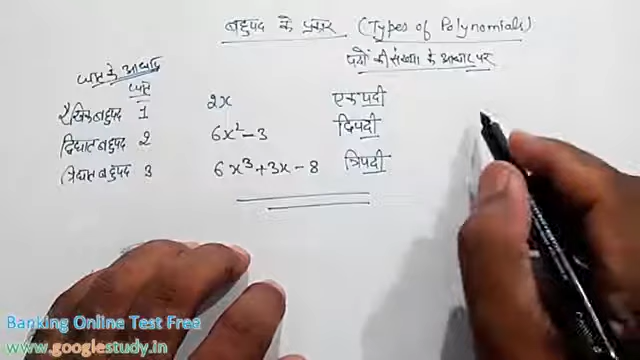 बहुपद के प्रकार (Types of Polynomials)
पदों की संख्या के आधार पर
घात के आधार
घात
रैखिक बहुपद 1 2x एकपदी
द्विघात बहुपद 2 6x² - 3 द्विपदी
त्रिघात बहुपद 3 6x³ + 3x - 8 त्रिपदी
Banking Online Test Free
www.googlestudy.in